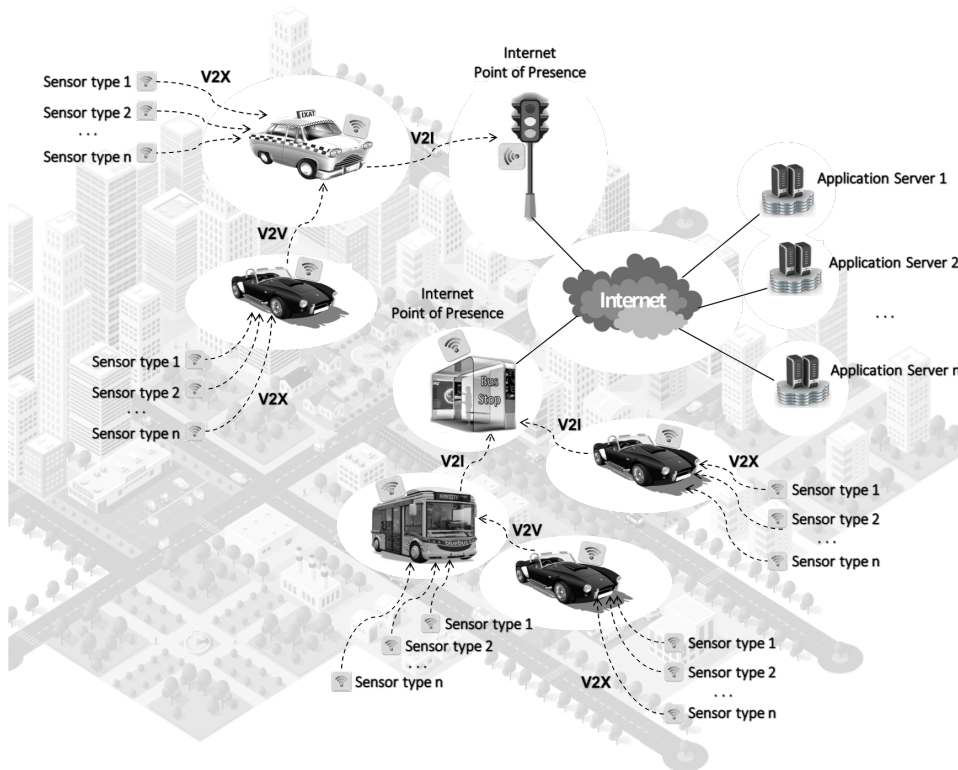 Internet
Point of Presence
V2X
Sensor type 1
Sensor type 2
...
Sensor type n
TAXI
V2I
Application Server 1
V2V
Application Server 2
Internet
...
Internet
Point of Presence
Sensor type 1
Sensor type 2
...
Sensor type n
V2X
Bus
Stop
Application Server n
V2I
V2I
V2X
Sensor type 1
Sensor type 2
...
Sensor type n
V2V
bluebus
Sensor type 1
Sensor type 2
...
Sensor type n
Sensor type 1
Sensor type 2
...
Sensor type n
V2X